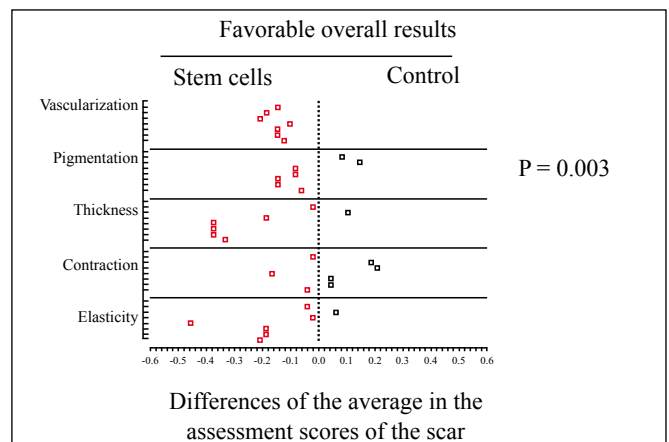 Favorable overall results
Stem cells Control
Vascularization
Pigmentation
P = 0.003
Thickness
Contraction
Elasticity
-0.6 -0.5 -0.4 -0.3 -0.2 -0.1 0.0 0.1 0.2 0.3 0.4 0.5 0.6
Differences of the average in the
assessment scores of the scar